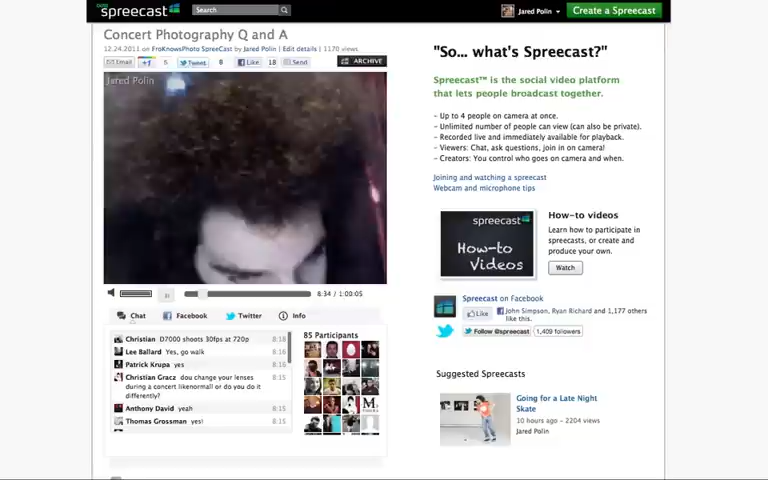 spreecast
Search
Jared Polin
Create a Spreecast
Concert Photography Q and A
12.24.2011 on FroKnowsPhoto SpreeCast by Jared Polin | Edit details | 1170 views
Email
+1
Tweet
8
Like
18
Send
ARCHIVE
Jared Polin
8:34 / 1:00:05
Chat
Facebook
Twitter
Info
Christian D7000 shoots 30fps at 720p 8:16
Lee Ballard Yes, go walk 8:16
Patrick Krupa yes 8:16
Christian Gracz dou change your lenses 8:15
during a concert likenormal or do you do it
differently?
Anthony David yeah 8:15
Thomas Grossman yes! 8:15
85 Participants
"So... what's Spreecast?"
Spreecast™ is the social video platform
that lets people broadcast together.
- Up to 4 people on camera at once.
- Unlimited number of people can view (can also be private).
- Recorded live and immediately available for playback.
- Viewers: Chat, ask questions, join in on camera!
- Creators: You control who goes on camera and when.
Joining and watching a spreecast
Webcam and microphone tips
spreecast
How-to
Videos
How-to videos
Learn how to participate in
spreecasts, or create and
produce your own.
Watch
Spreecast on Facebook
Like
John Simpson, Ryan Richard and 1,177 others
like this.
Follow @spreecast
1,409 followers
Suggested Spreecasts
Going for a Late Night
Skate
10 hours ago - 2204 views
Jared Polin